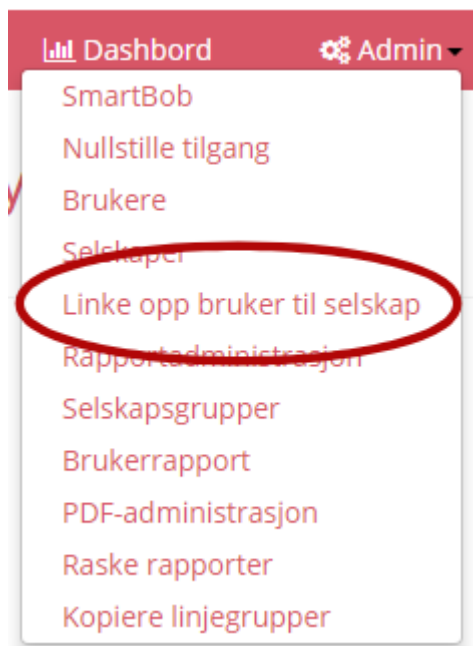 Dashbord Admin
SmartBob
Nullstille tilgang
Brukere
Selskaper
Linke opp bruker til selskap
Rapportadministrasjon
Selskapsgrupper
Brukerrapport
PDF-administrasjon
Raske rapporter
Kopiere linjegrupper